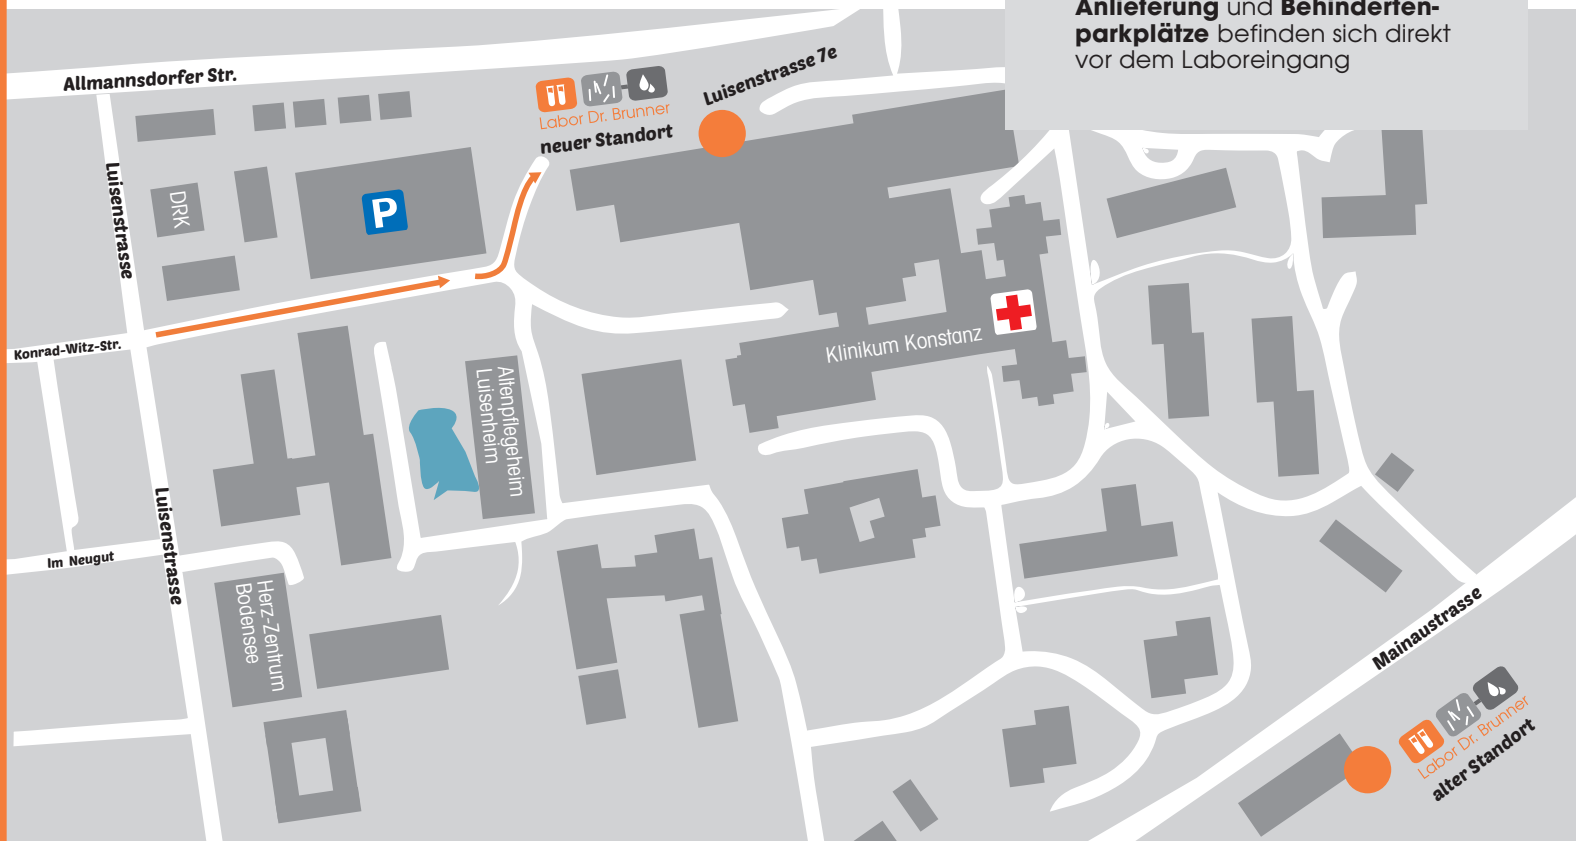 Anlieferung und Behinderten-
parkplätze befinden sich direkt
vor dem Laboreingang
Allmannsdorfer Str.
Luisenstrasse 7e
Labor Dr. Brunner
neuer Standort
Luisenstrasse
DRK
P
Konrad-Witz-Str.
Klinikum Konstanz
Altenpflegeheim
Luisenheim
Luisenstrasse
Im Neugut
Herz-Zentrum
Bodensee
Mainaustrasse
Labor Dr. Brunner
alter Standort